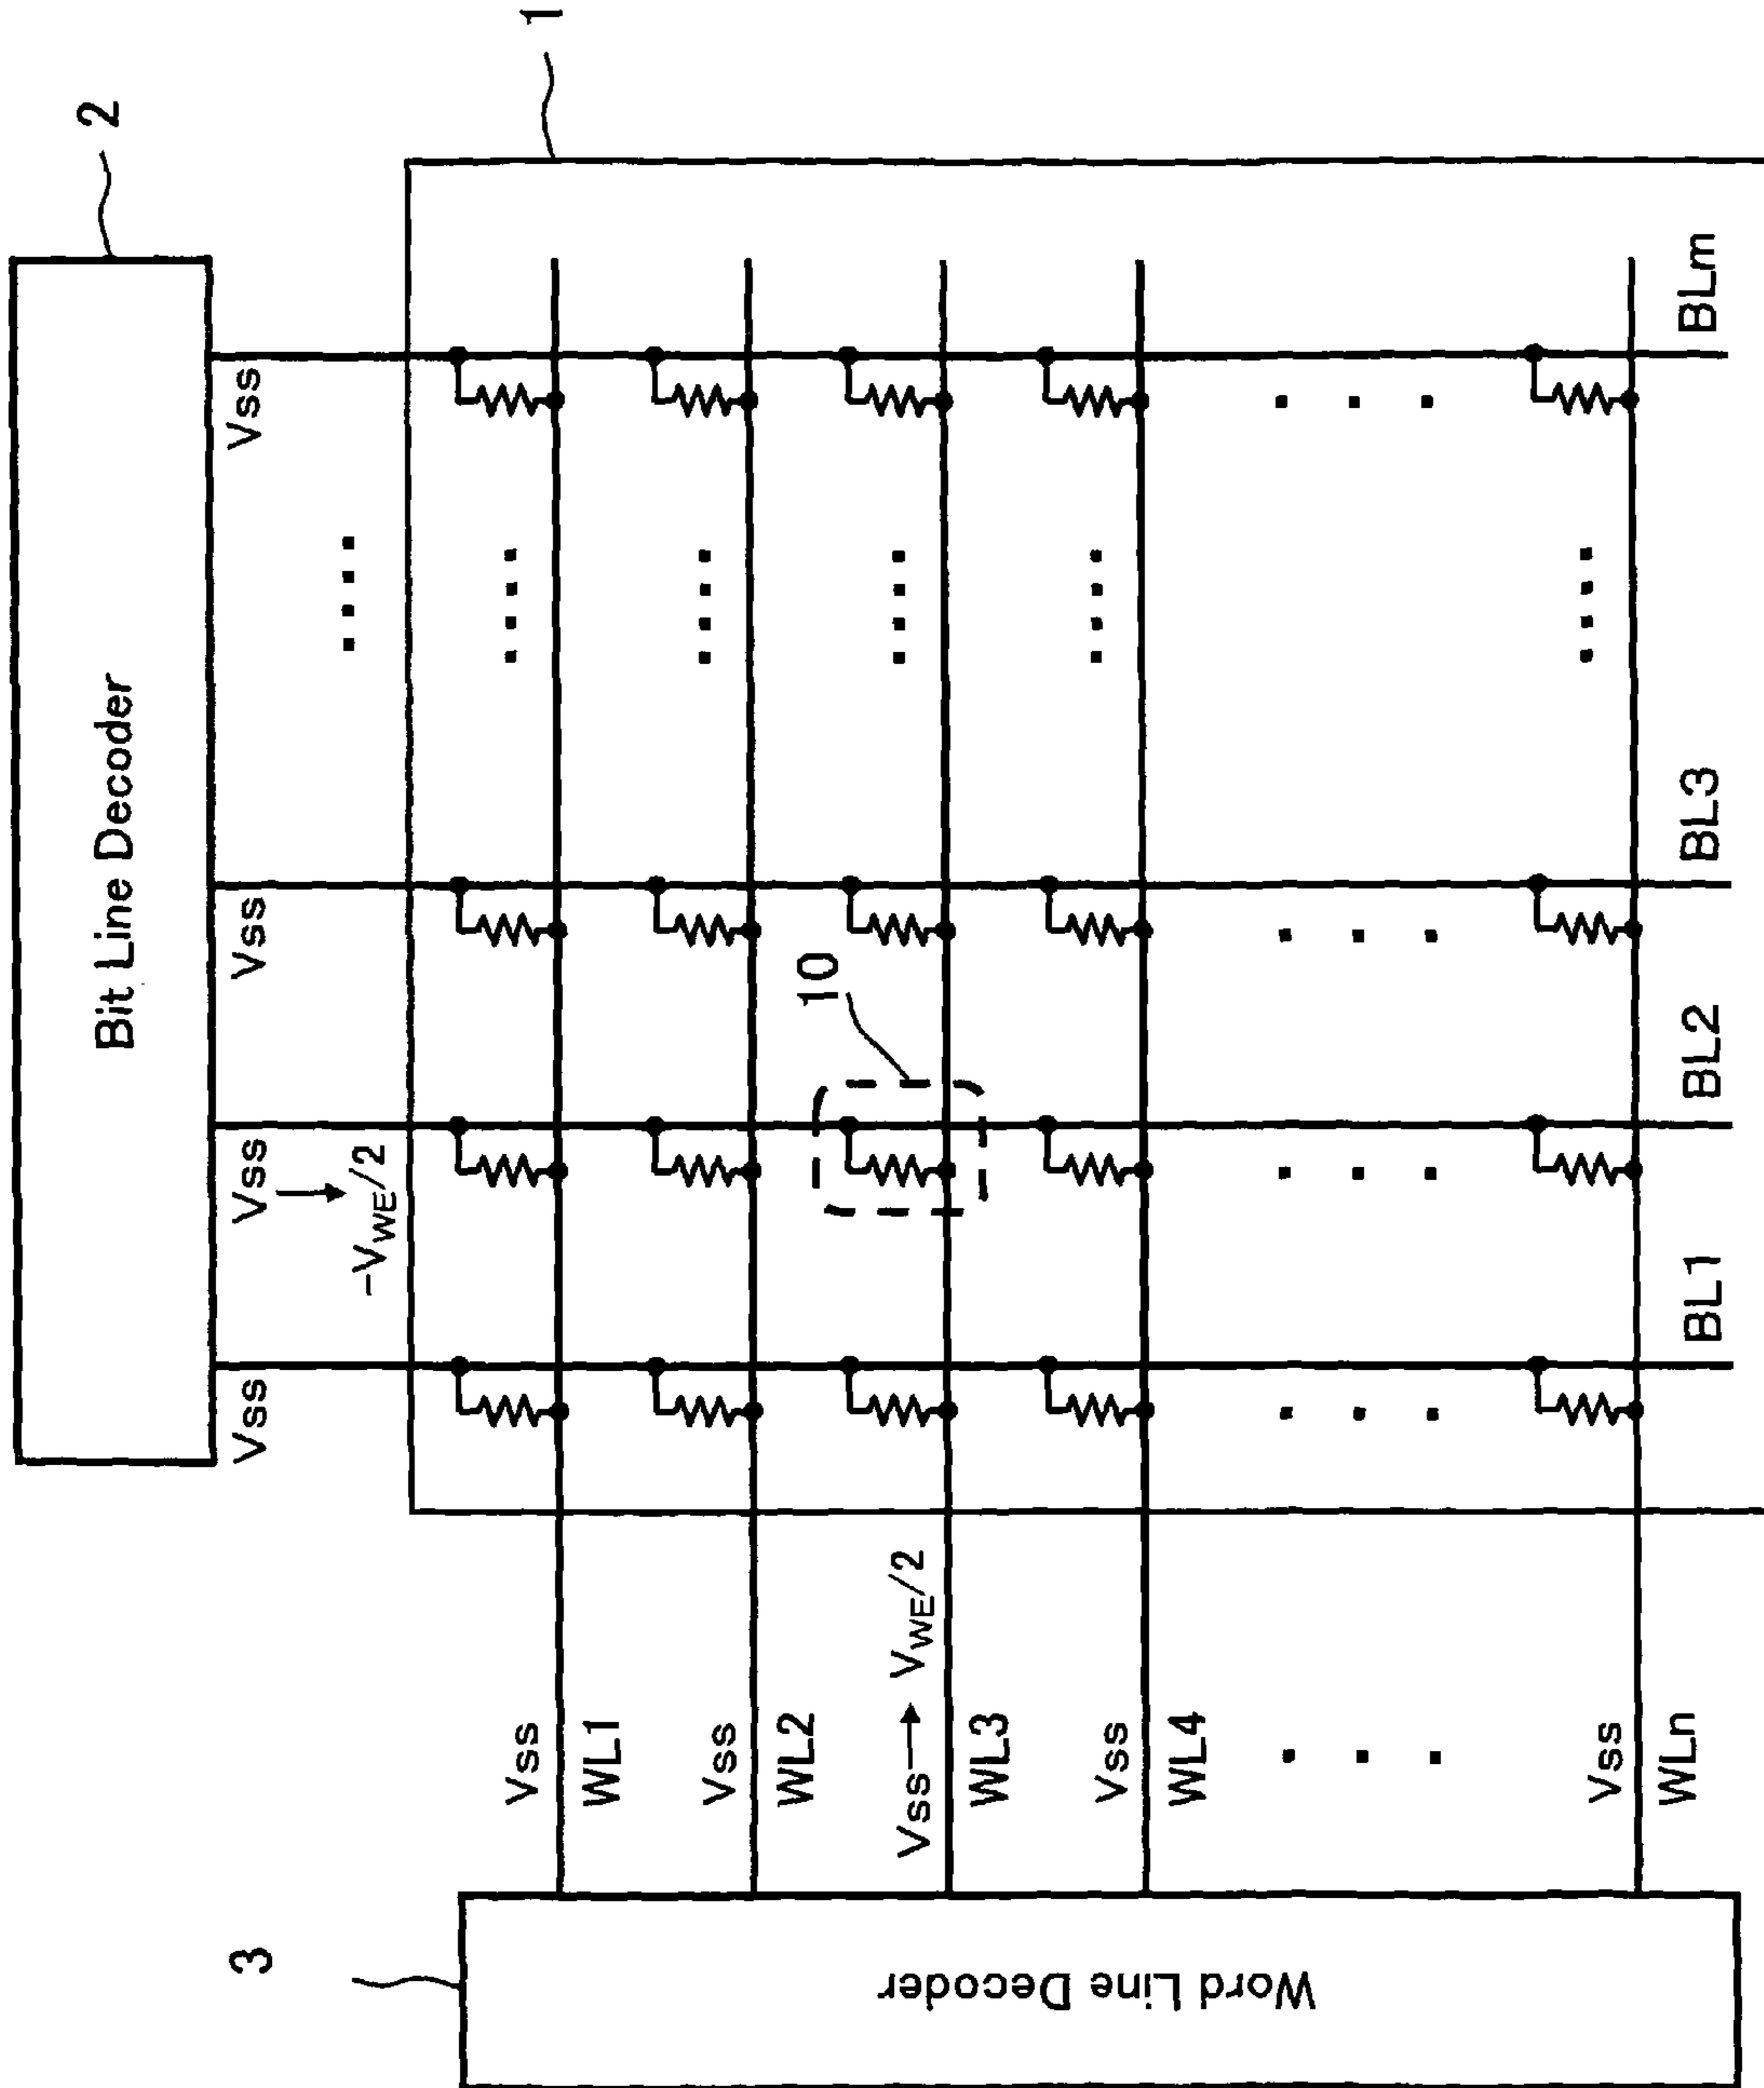 2
1
Bit Line Decoder
Vss
Vss
Vss
Vss
-VWE/2
10
3
Word Line Decoder
Vss
WL1
Vss
WL2
Vss VWE/2
WL3
Vss
WL4
Vss
WLn
BL1
BL2
BL3
BLm